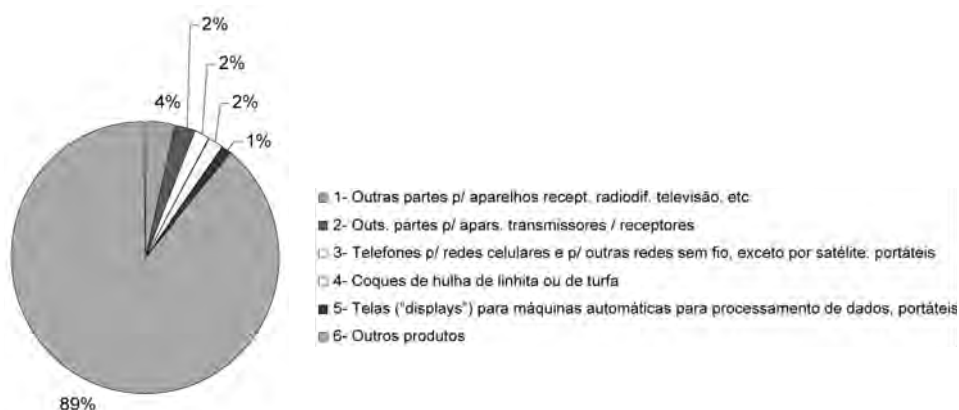 2%
2%
4%
2%
1%
89%
1- Outras partes p/ aparelhos recept. radiodif. televisão, etc
2- Outs. partes p/ apars. transmissores / receptores
3- Telefones p/ redes celulares e p/ outras redes sem fio, exceto por satélite. portáteis
4- Coques de hulha de linhita ou de turfa
5- Telas ("displays") para máquinas automáticas para processamento de dados, portáteis
6- Outros produtos